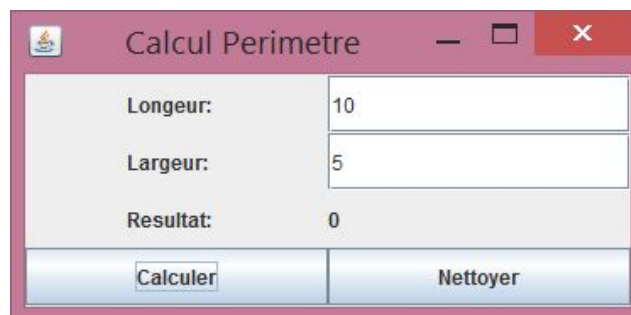 Calcul Perimetre
Longeur: 10
Largeur: 5
Resultat: 0
Calculer Nettoyer